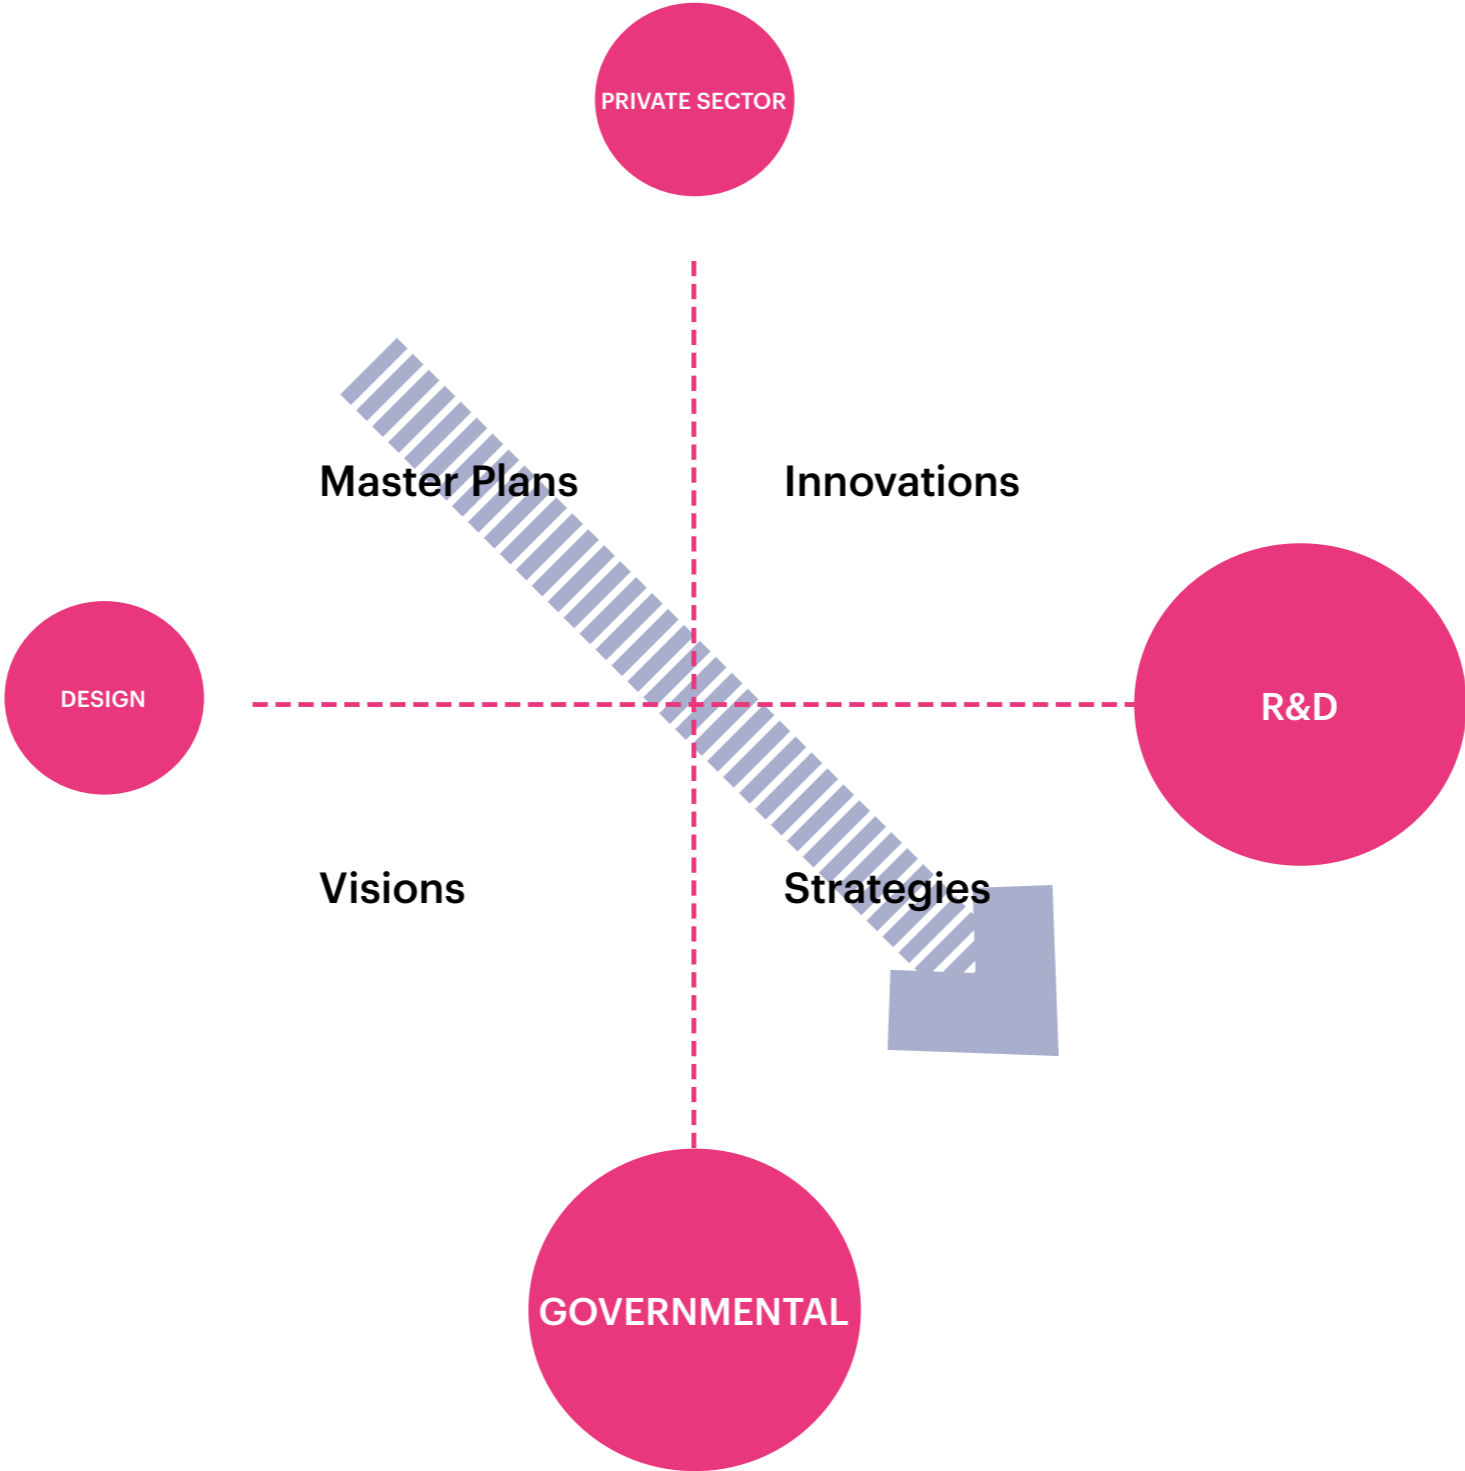 PRIVATE SECTOR
Master Plans
Innovations
DESIGN
R&D
Visions
Strategies
GOVERNMENTAL